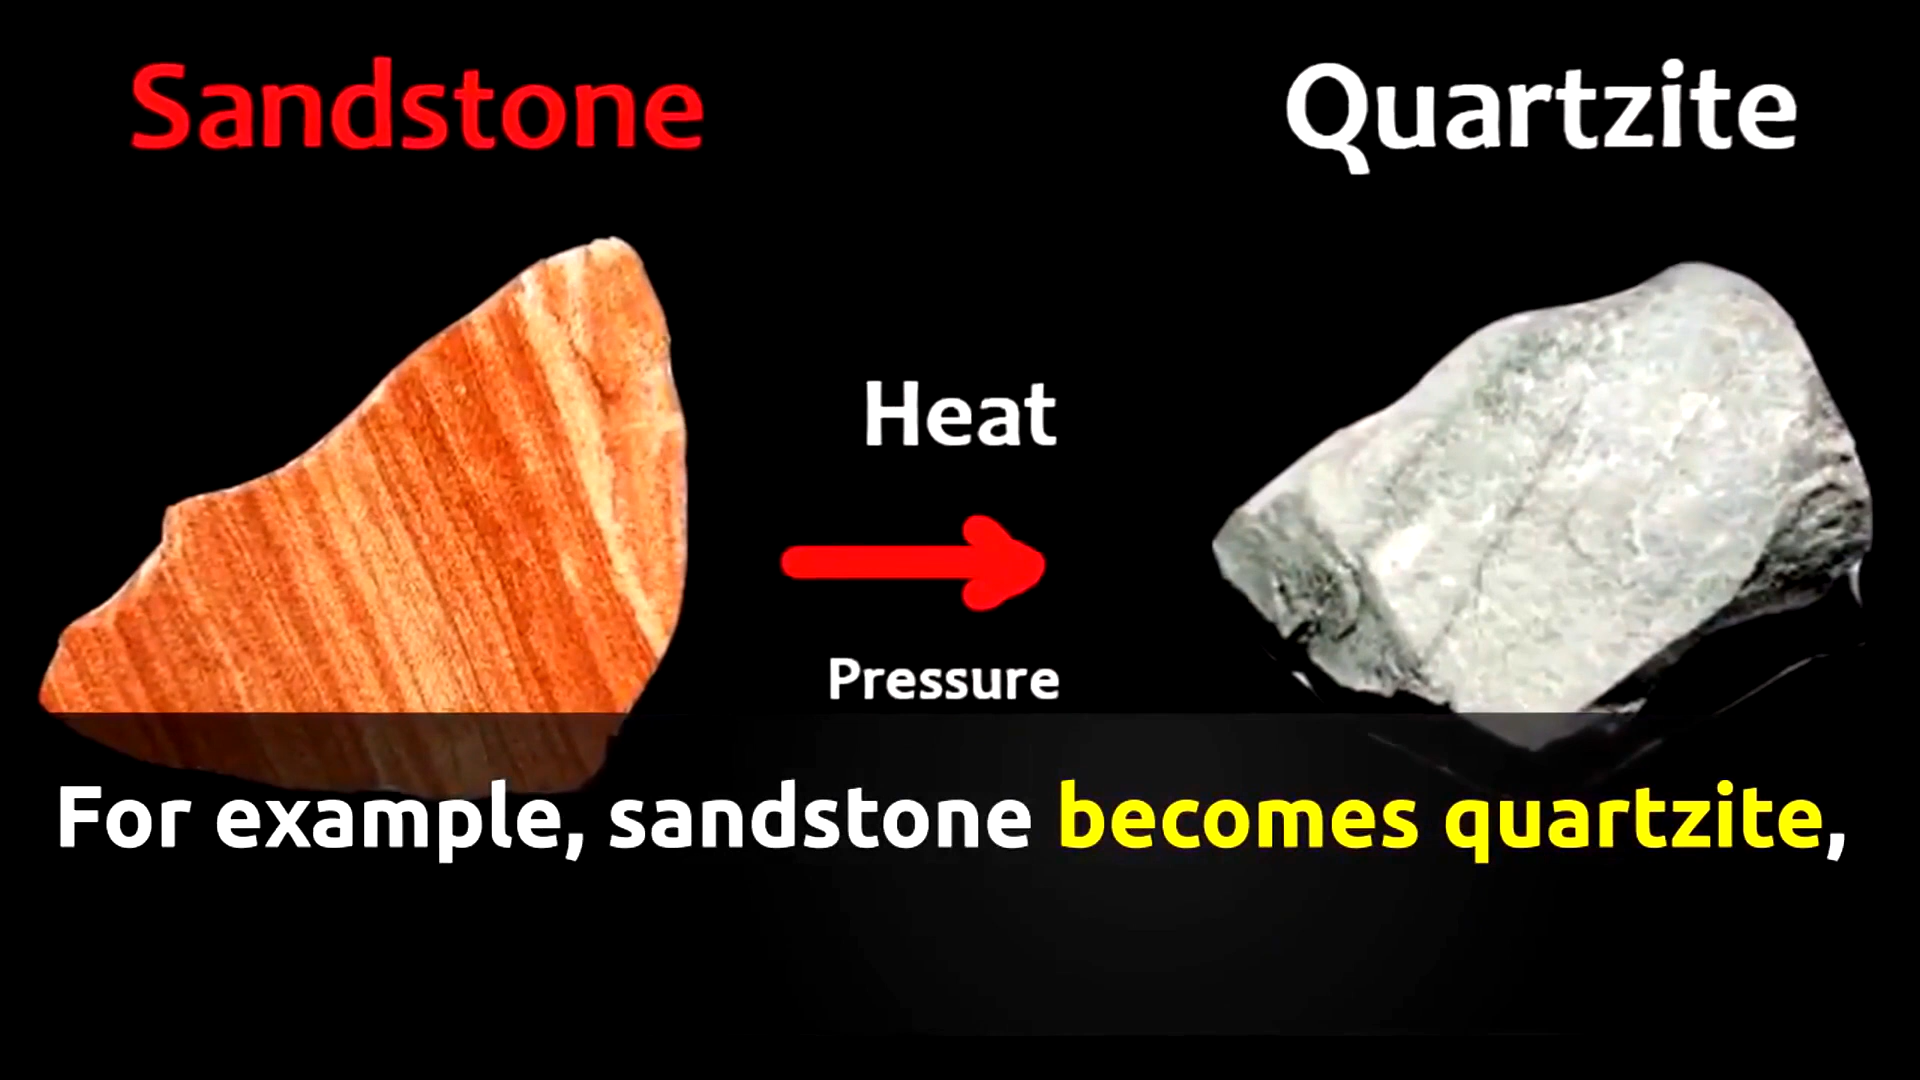 Sandstone
Quartzite
Heat
Pressure
For example, sandstone becomes quartzite,